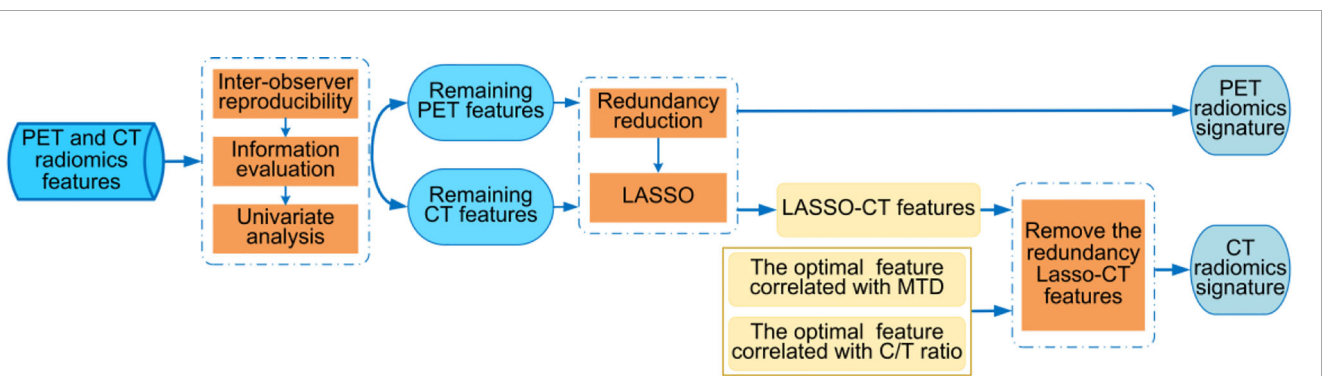 PET and CT
radiomics
features
Inter-observer
reproducibility
Information
evaluation
Univariate
analysis
Remaining
PET features
Remaining
CT features
Redundancy
reduction
LASSO
LASSO-CT features
The optimal feature
correlated with MTD
The optimal feature
correlated with C/T ratio
Remove the
redundancy
Lasso-CT
features
PET
radiomics
signature
CT
radiomics
signature